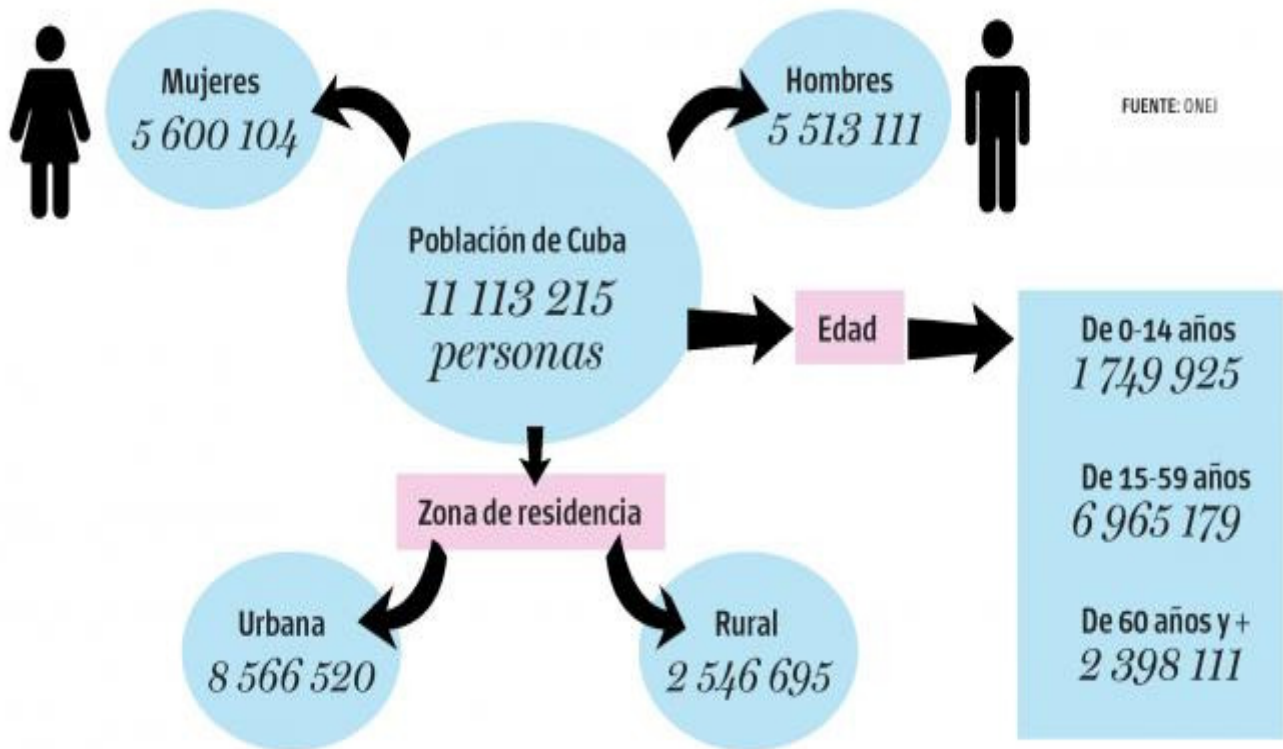 Mujeres
5 600 104
Hombres
5 513 111
FUENTE: ONEI
Población de Cuba
11 113 215
personas
Edad
De 0-14 años
1 749 925
De 15-59 años
6 965 179
De 60 años y +
2 398 111
Zona de residencia
Urbana
8 566 520
Rural
2 546 695